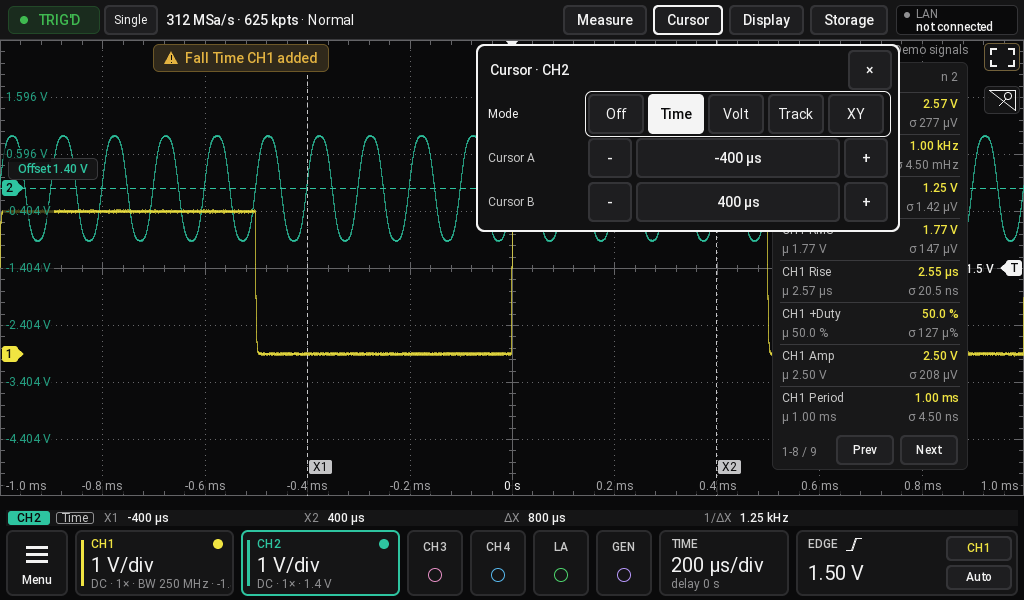 TRIG'D
Single
312 MSa/s · 625 kpts · Normal
Measure
Cursor
Display
Storage
LAN
not connected
Fall Time CH1 added
emo signals
Cursor · CH2
×
Mode
Off
Time
Volt
Track
XY
Cursor A
-
-400 µs
+
Cursor B
-
400 µs
+
n 2
2.57 V
σ 277 µV
1.00 kHz
σ 4.50 mHz
1.25 V
σ 1.42 µV
1.77 V
µ 1.77 V
σ 147 µV
CH1 Rise
2.55 µs
µ 2.57 µs
σ 20.5 ns
CH1 +Duty
50.0 %
µ 50.0 %
σ 127 µ%
CH1 Amp
2.50 V
µ 2.50 V
σ 208 µV
CH1 Period
1.00 ms
µ 1.00 ms
σ 4.50 ns
1-8 / 9
Prev
Next
1.596 V
0.596 V
Offset 1.40 V
2
-0.404 V
-1.404 V
1.5 V
T
-2.404 V
1
-3.404 V
-4.404 V
X1
X2
-1.0 ms
-0.8 ms
-0.6 ms
-0.4 ms
-0.2 ms
0 s
0.2 ms
0.4 ms
0.6 ms
0.8 ms
1.0 ms
CH2
Time
X1
-400 µs
X2
400 µs
ΔX
800 µs
1/ΔX
1.25 kHz
Menu
CH1
1 V/div
DC · 1× · BW 250 MHz · -1.
CH2
1 V/div
DC · 1× · 1.4 V
CH3
CH4
LA
GEN
TIME
200 µs/div
delay 0 s
EDGE
1.50 V
CH1
Auto